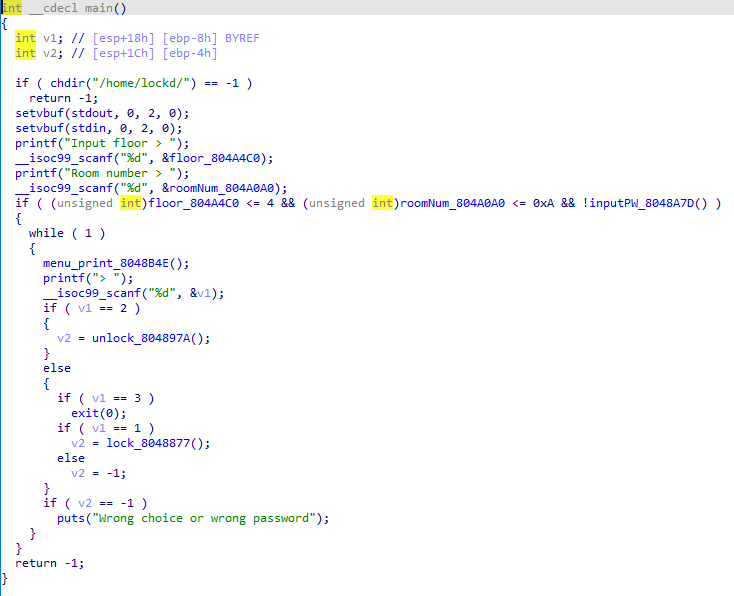 int __cdecl main()
{
  int v1; // [esp+18h] [ebp-8h] BYREF
  int v2; // [esp+1Ch] [ebp-4h]

  if ( chdir("/home/lockd/") == -1 )
    return -1;
  setvbuf(stdout, 0, 2, 0);
  setvbuf(stdin, 0, 2, 0);
  printf("Input floor > ");
  __isoc99_scanf("%d", &floor_804A4C0);
  printf("Room number > ");
  __isoc99_scanf("%d", &roomNum_804A0A0);
  if ( (unsigned int)floor_804A4C0 <= 4 && (unsigned int)roomNum_804A0A0 <= 0xA && !inputPW_8048A7D() )
  {
    while ( 1 )
    {
      menu_print_8048B4E();
      printf("> ");
      __isoc99_scanf("%d", &v1);
      if ( v1 == 2 )
      {
        v2 = unlock_804897A();
      }
      else
      {
        if ( v1 == 3 )
          exit(0);
        if ( v1 == 1 )
          v2 = lock_8048877();
        else
          v2 = -1;
      }
      if ( v2 == -1 )
        puts("Wrong choice or wrong password");
    }
  }
  return -1;
}